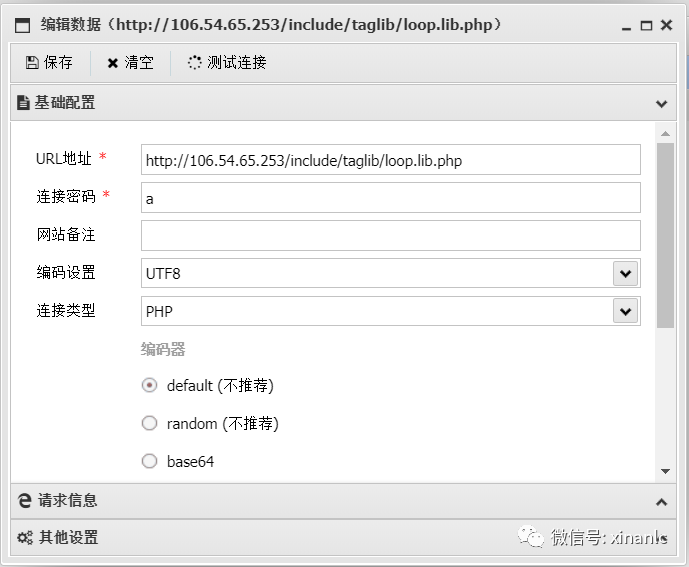 编辑数据（http://106.54.65.253/include/taglib/loop.lib.php）
保存 清空 测试连接
基础配置
URL地址 * http://106.54.65.253/include/taglib/loop.lib.php
连接密码 * a
网站备注
编码设置 UTF8
连接类型 PHP
编码器
default (不推荐)
random (不推荐)
base64
请求信息
其他设置
微信号: xinanls